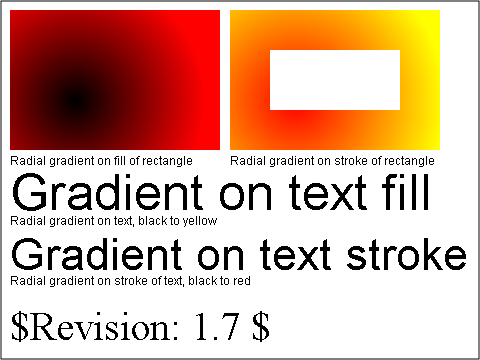 Radial gradient on fill of rectangle
Radial gradient on stroke of rectangle
Gradient on text fill
Radial gradient on text, black to yellow
Gradient on text stroke
Radial gradient on stroke of text, black to red
$Revision: 1.7 $